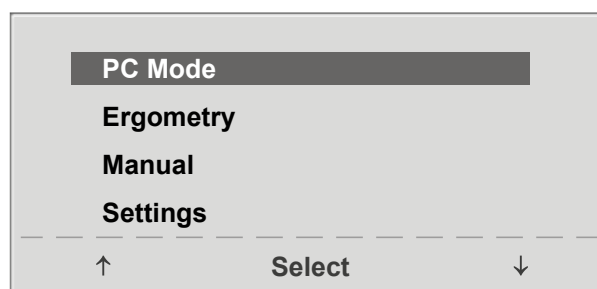 PC Mode
Ergometry
Manual
Settings
↑ Select ↓